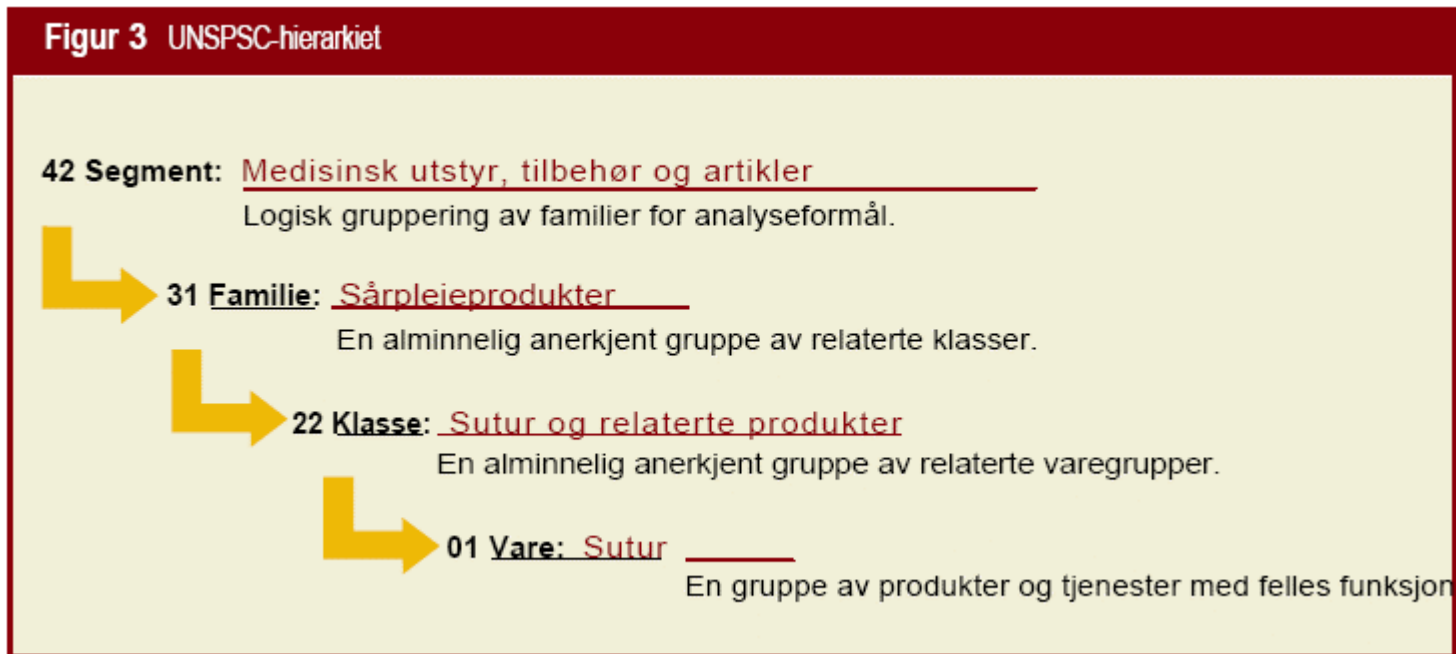 Figur 3 UNSPSC-hierarkiet
42 Segment: Medisinsk utstyr, tilbehør og artikler
Logisk gruppering av familier for analyseformål.
31 Familie: Sårpleieprodukter
En alminnelig anerkjent gruppe av relaterte klasser.
22 Klasse: Sutur og relaterte produkter
En alminnelig anerkjent gruppe av relaterte varegrupper.
01 Vare: Sutur
En gruppe av produkter og tjenester med felles funksjon